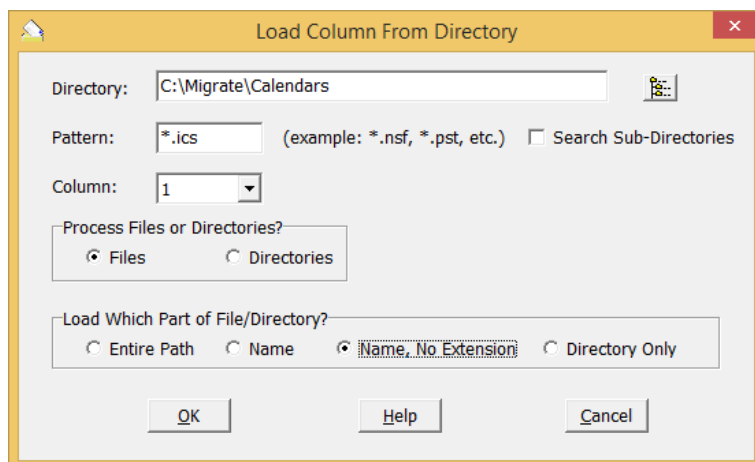 Load Column From Directory
Directory: C:\Migrate\Calendars
Pattern: *.ics (example: *.nsf, *.pst, etc.) Search Sub-Directories
Column: 1
Process Files or Directories?
Files Directories
Load Which Part of File/Directory?
Entire Path Name Name, No Extension Directory Only
OK Help Cancel